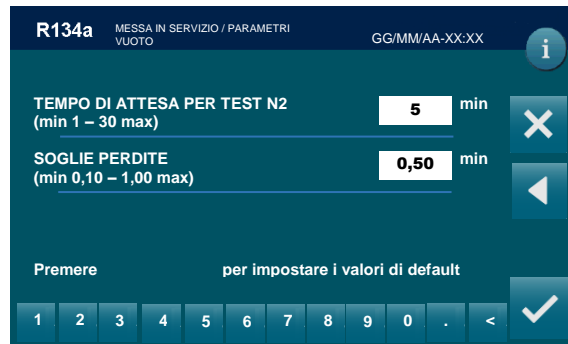 R134a
MESSA IN SERVIZIO / PARAMETRI
VUOTO
GG/MM/AA-XX:XX
i
TEMPO DI ATTESA PER TEST N2
(min 1 – 30 max)
5
min
SOGLIE PERDITE
(min 0,10 – 1,00 max)
0,50
min
Premere per impostare i valori di default
1 2 3 4 5 6 7 8 9 0 . <